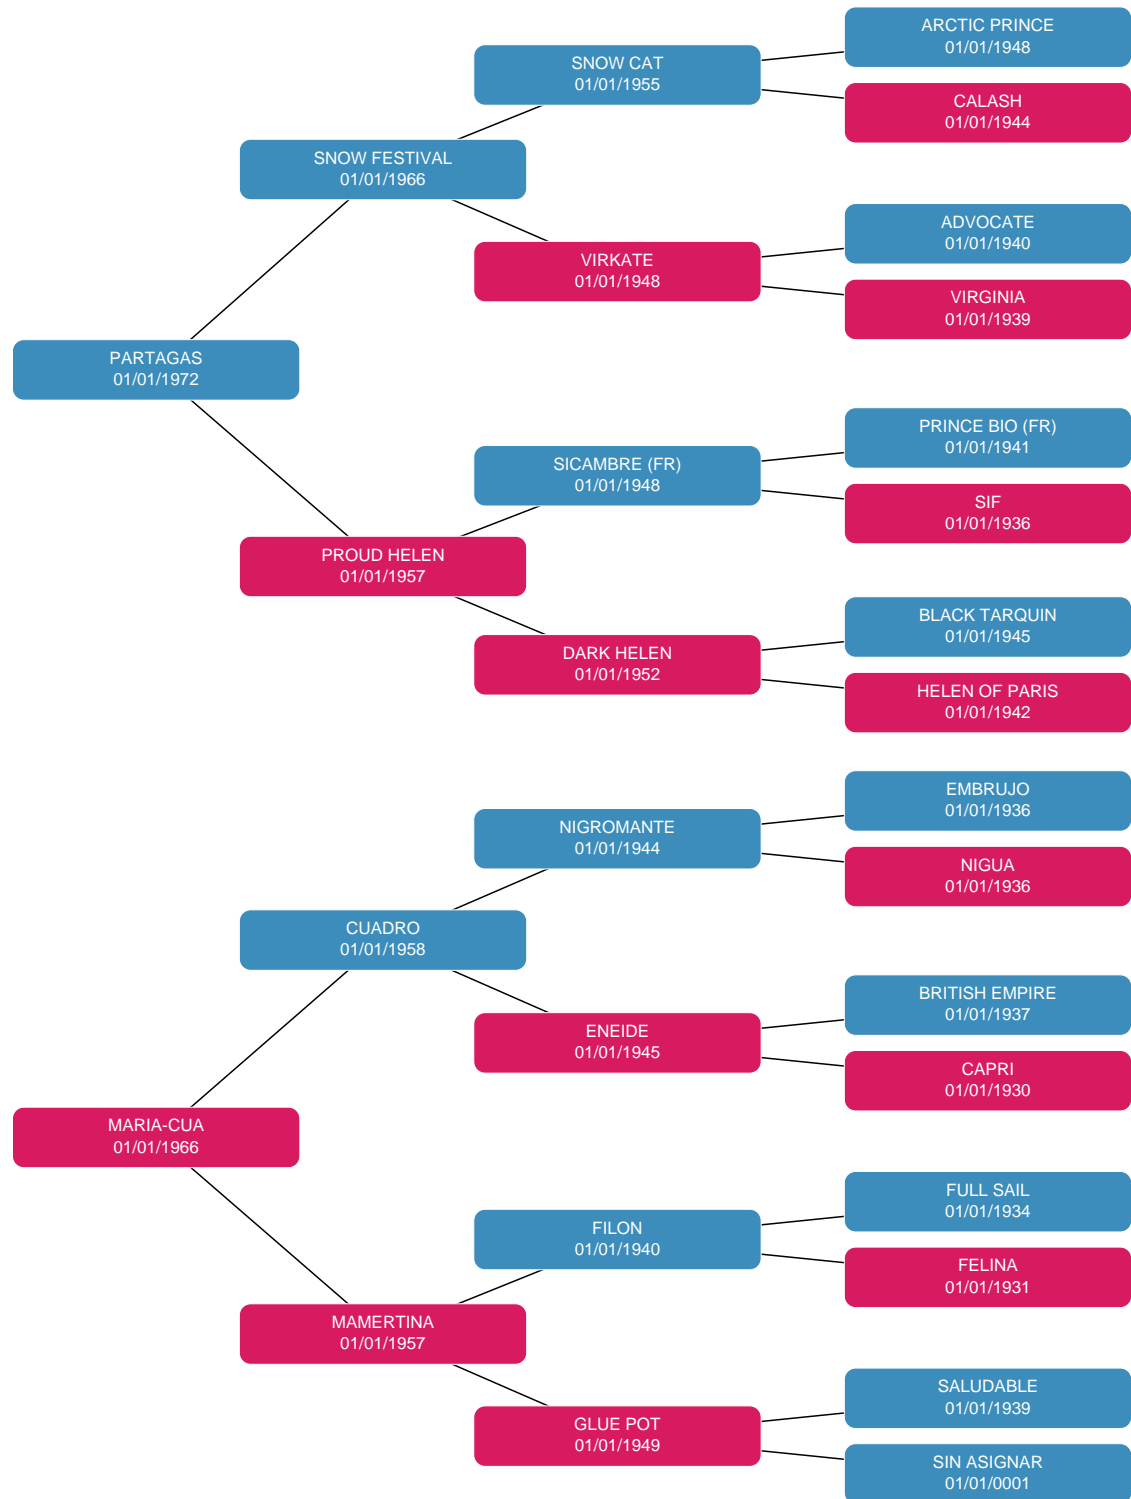 ARCTIC PRINCE
01/01/1948
SNOW CAT
01/01/1955
CALASH
01/01/1944
SNOW FESTIVAL
01/01/1966
ADVOCATE
01/01/1940
VIRKATE
01/01/1948
VIRGINIA
01/01/1939
PARTAGAS
01/01/1972
PRINCE BIO (FR)
01/01/1941
SICAMBRE (FR)
01/01/1948
SIF
01/01/1936
PROUD HELEN
01/01/1957
BLACK TARQUIN
01/01/1945
DARK HELEN
01/01/1952
HELEN OF PARIS
01/01/1942
EMBRUJO
01/01/1936
NIGROMANTE
01/01/1944
NIGUA
01/01/1936
CUADRO
01/01/1958
BRITISH EMPIRE
01/01/1937
ENEIDE
01/01/1945
CAPRI
01/01/1930
MARIA-CUA
01/01/1966
FULL SAIL
01/01/1934
FILON
01/01/1940
FELINA
01/01/1931
MAMERTINA
01/01/1957
SALUDABLE
01/01/1939
GLUE POT
01/01/1949
SIN ASIGNAR
01/01/0001